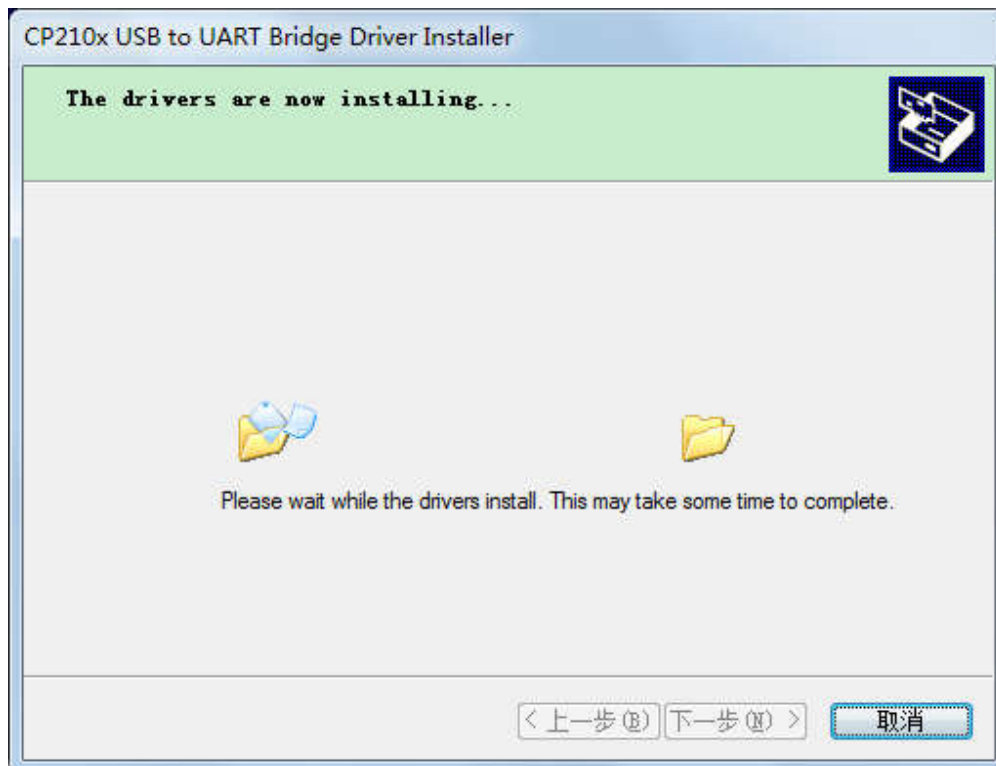 CP210x USB to UART Bridge Driver Installer
The drivers are now installing...
Please wait while the drivers install. This may take some time to complete.
< 上一步(B) 下一步(N) > 取消